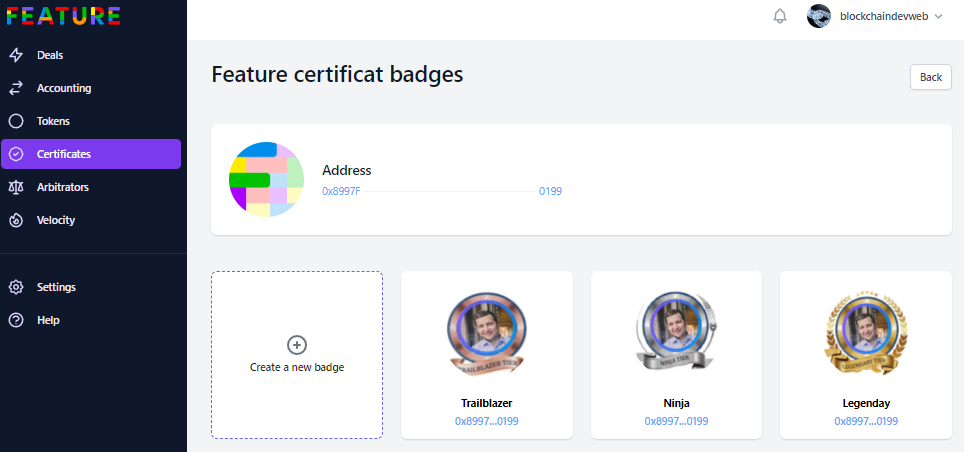 FEATURE
blockchaindevweb
Deals
Accounting
Tokens
Certificates
Arbitrators
Velocity
Settings
Help
Feature certificat badges
Back
Address
0x8997F 0199
Create a new badge
TRAILBLAZER TIER
Trailblazer
0x8997...0199
NINJA TIER
Ninja
0x8997...0199
LEGENDARY TIER
Legenday
0x8997...0199